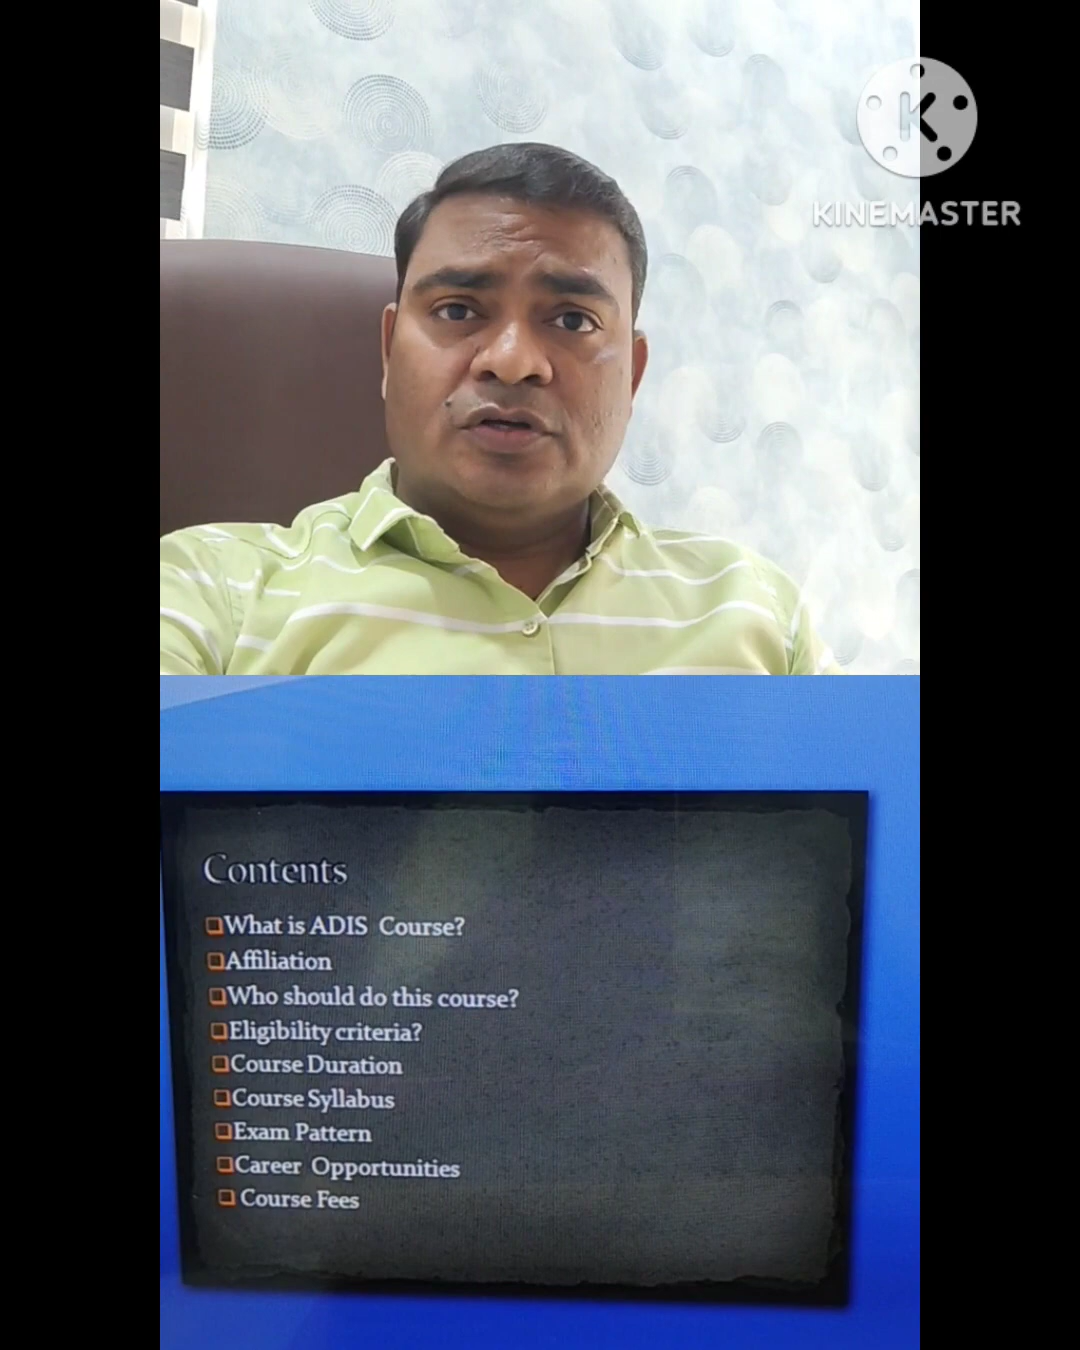 K
KINEMASTER
Contents
What is ADIS Course?
Affiliation
Who should do this course?
Eligibility criteria?
Course Duration
Course Syllabus
Exam Pattern
Career Opportunities
Course Fees